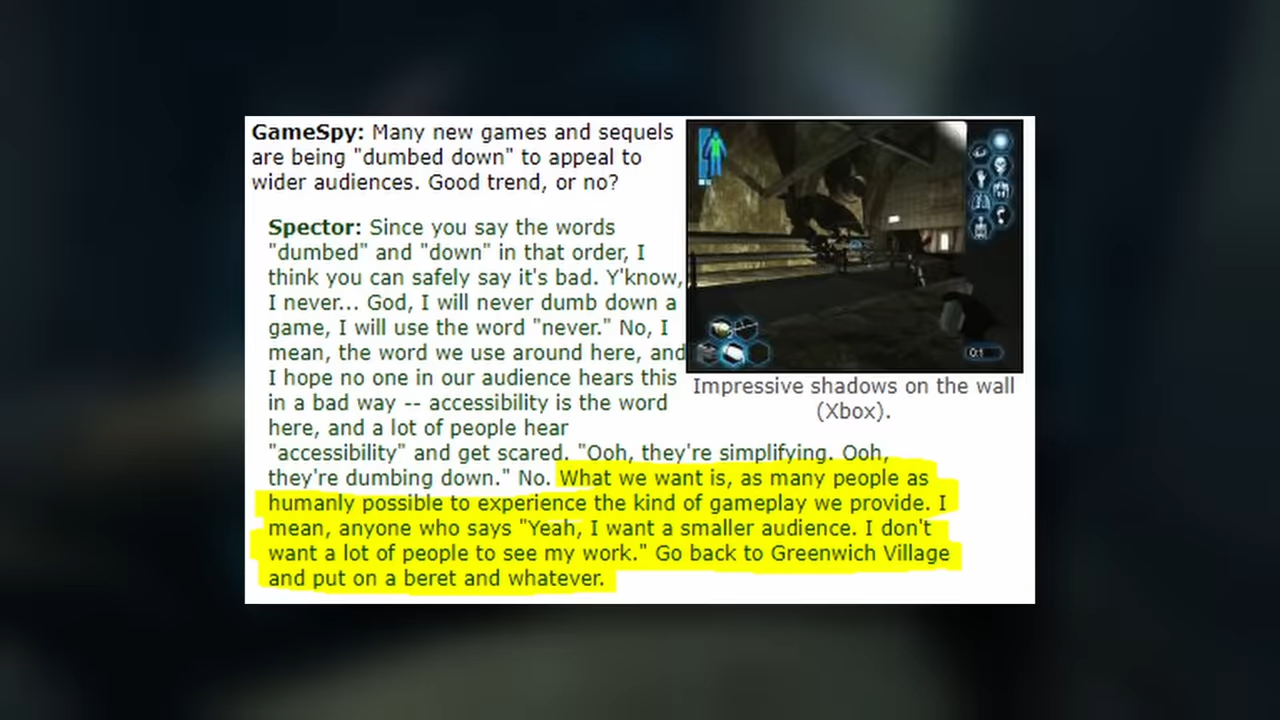 GameSpy: Many new games and sequels
are being "dumbed down" to appeal to
wider audiences. Good trend, or no?
Spector: Since you say the words
"dumbed" and "down" in that order, I
think you can safely say it's bad. Y'know,
I never... God, I will never dumb down a
game, I will use the word "never." No, I
mean, the word we use around here, and
I hope no one in our audience hears this
in a bad way -- accessibility is the word
here, and a lot of people hear
"accessibility" and get scared. "Ooh, they're simplifying. Ooh,
they're dumbing down." No. What we want is, as many people as
humanly possible to experience the kind of gameplay we provide. I
mean, anyone who says "Yeah, I want a smaller audience. I don't
want a lot of people to see my work." Go back to Greenwich Village
and put on a beret and whatever.
0:1
Impressive shadows on the wall
(Xbox).